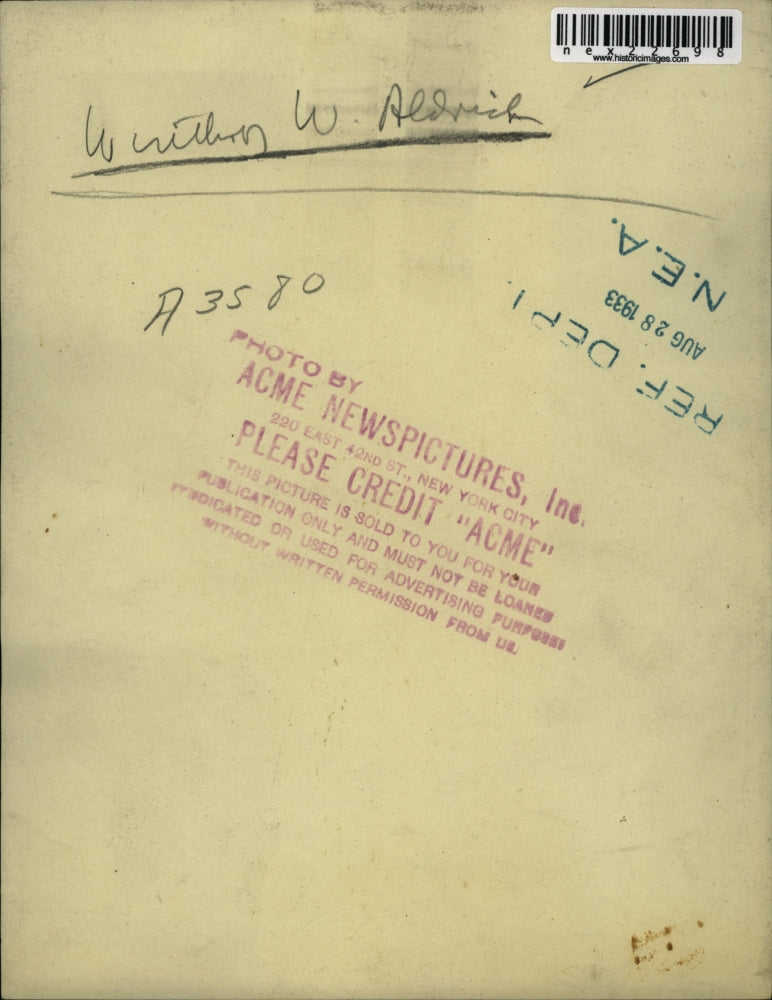 nex22698
www.historicimages.com
Winthrop W. Aldrich
A 3580
N.E.A.
AUG 28 1933
REF. DEPT.
PHOTO BY
ACME NEWSPICTURES, Inc.
220 EAST 42ND ST., NEW YORK CITY
PLEASE CREDIT "ACME"
THIS PICTURE IS SOLD TO YOU FOR YOUR
PUBLICATION ONLY AND MUST NOT BE LOANED
SYNDICATED OR USED FOR ADVERTISING PURPOSES
WITHOUT WRITTEN PERMISSION FROM US.